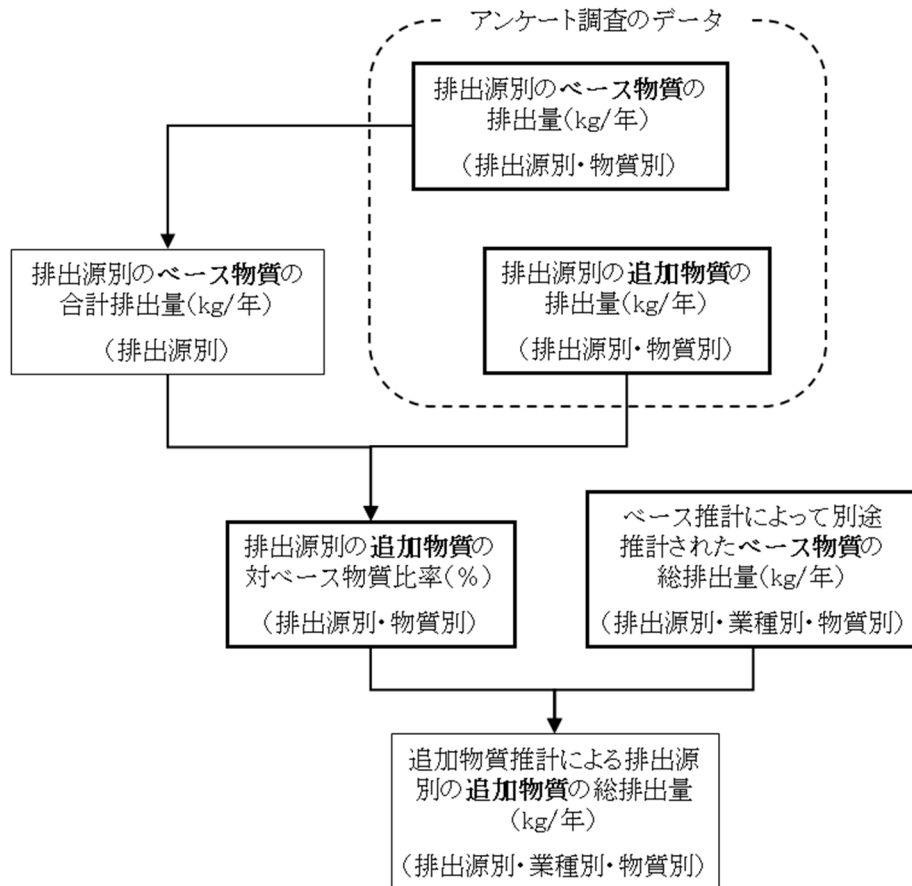 アンケート調査のデータ
排出源別のベース物質の
排出量(kg/年)
(排出源別・物質別)
排出源別のベース物質の
合計排出量(kg/年)
(排出源別)
排出源別の追加物質の
排出量(kg/年)
(排出源別・物質別)
排出源別の追加物質の
対ベース物質比率(%)
(排出源別・物質別)
ベース推計によって別途
推計されたベース物質の
総排出量(kg/年)
(排出源別・業種別・物質別)
追加物質推計による排出源
別の追加物質の総排出量
(kg/年)
(排出源別・業種別・物質別)